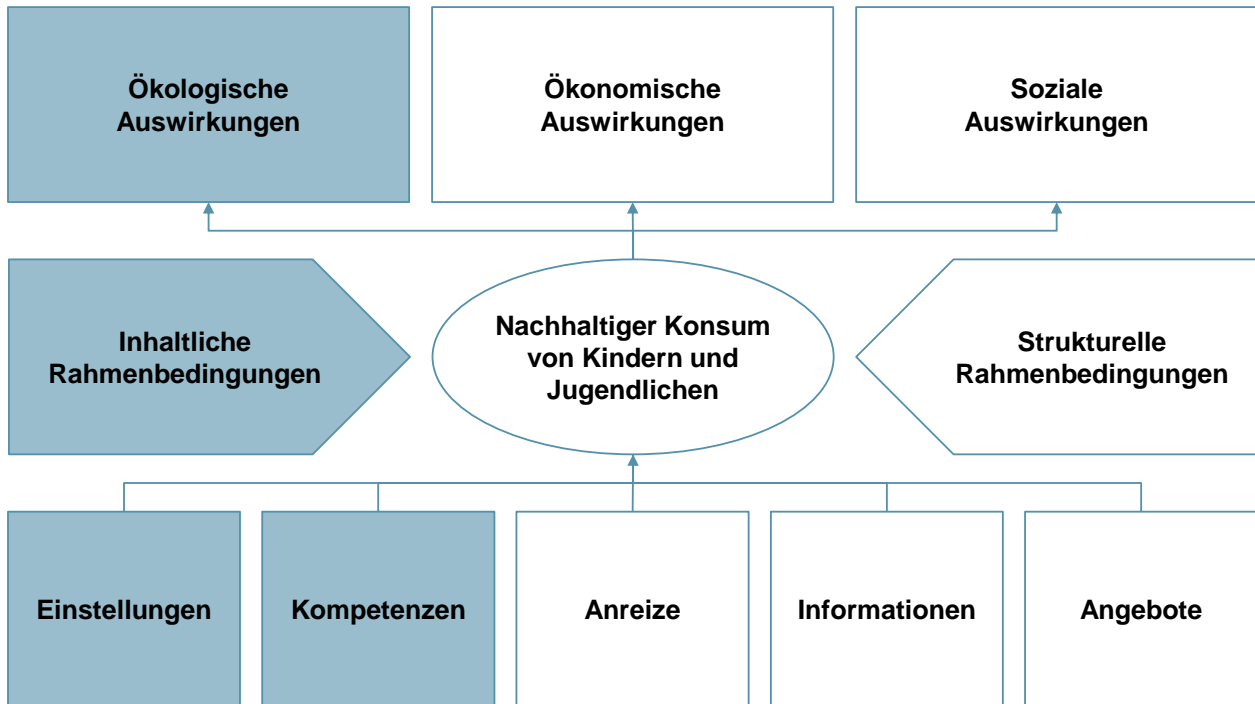 Ökologische
Auswirkungen
Ökonomische
Auswirkungen
Soziale
Auswirkungen
Inhaltliche
Rahmenbedingungen
Nachhaltiger Konsum
von Kindern und
Jugendlichen
Strukturelle
Rahmenbedingungen
Einstellungen
Kompetenzen
Anreize
Informationen
Angebote